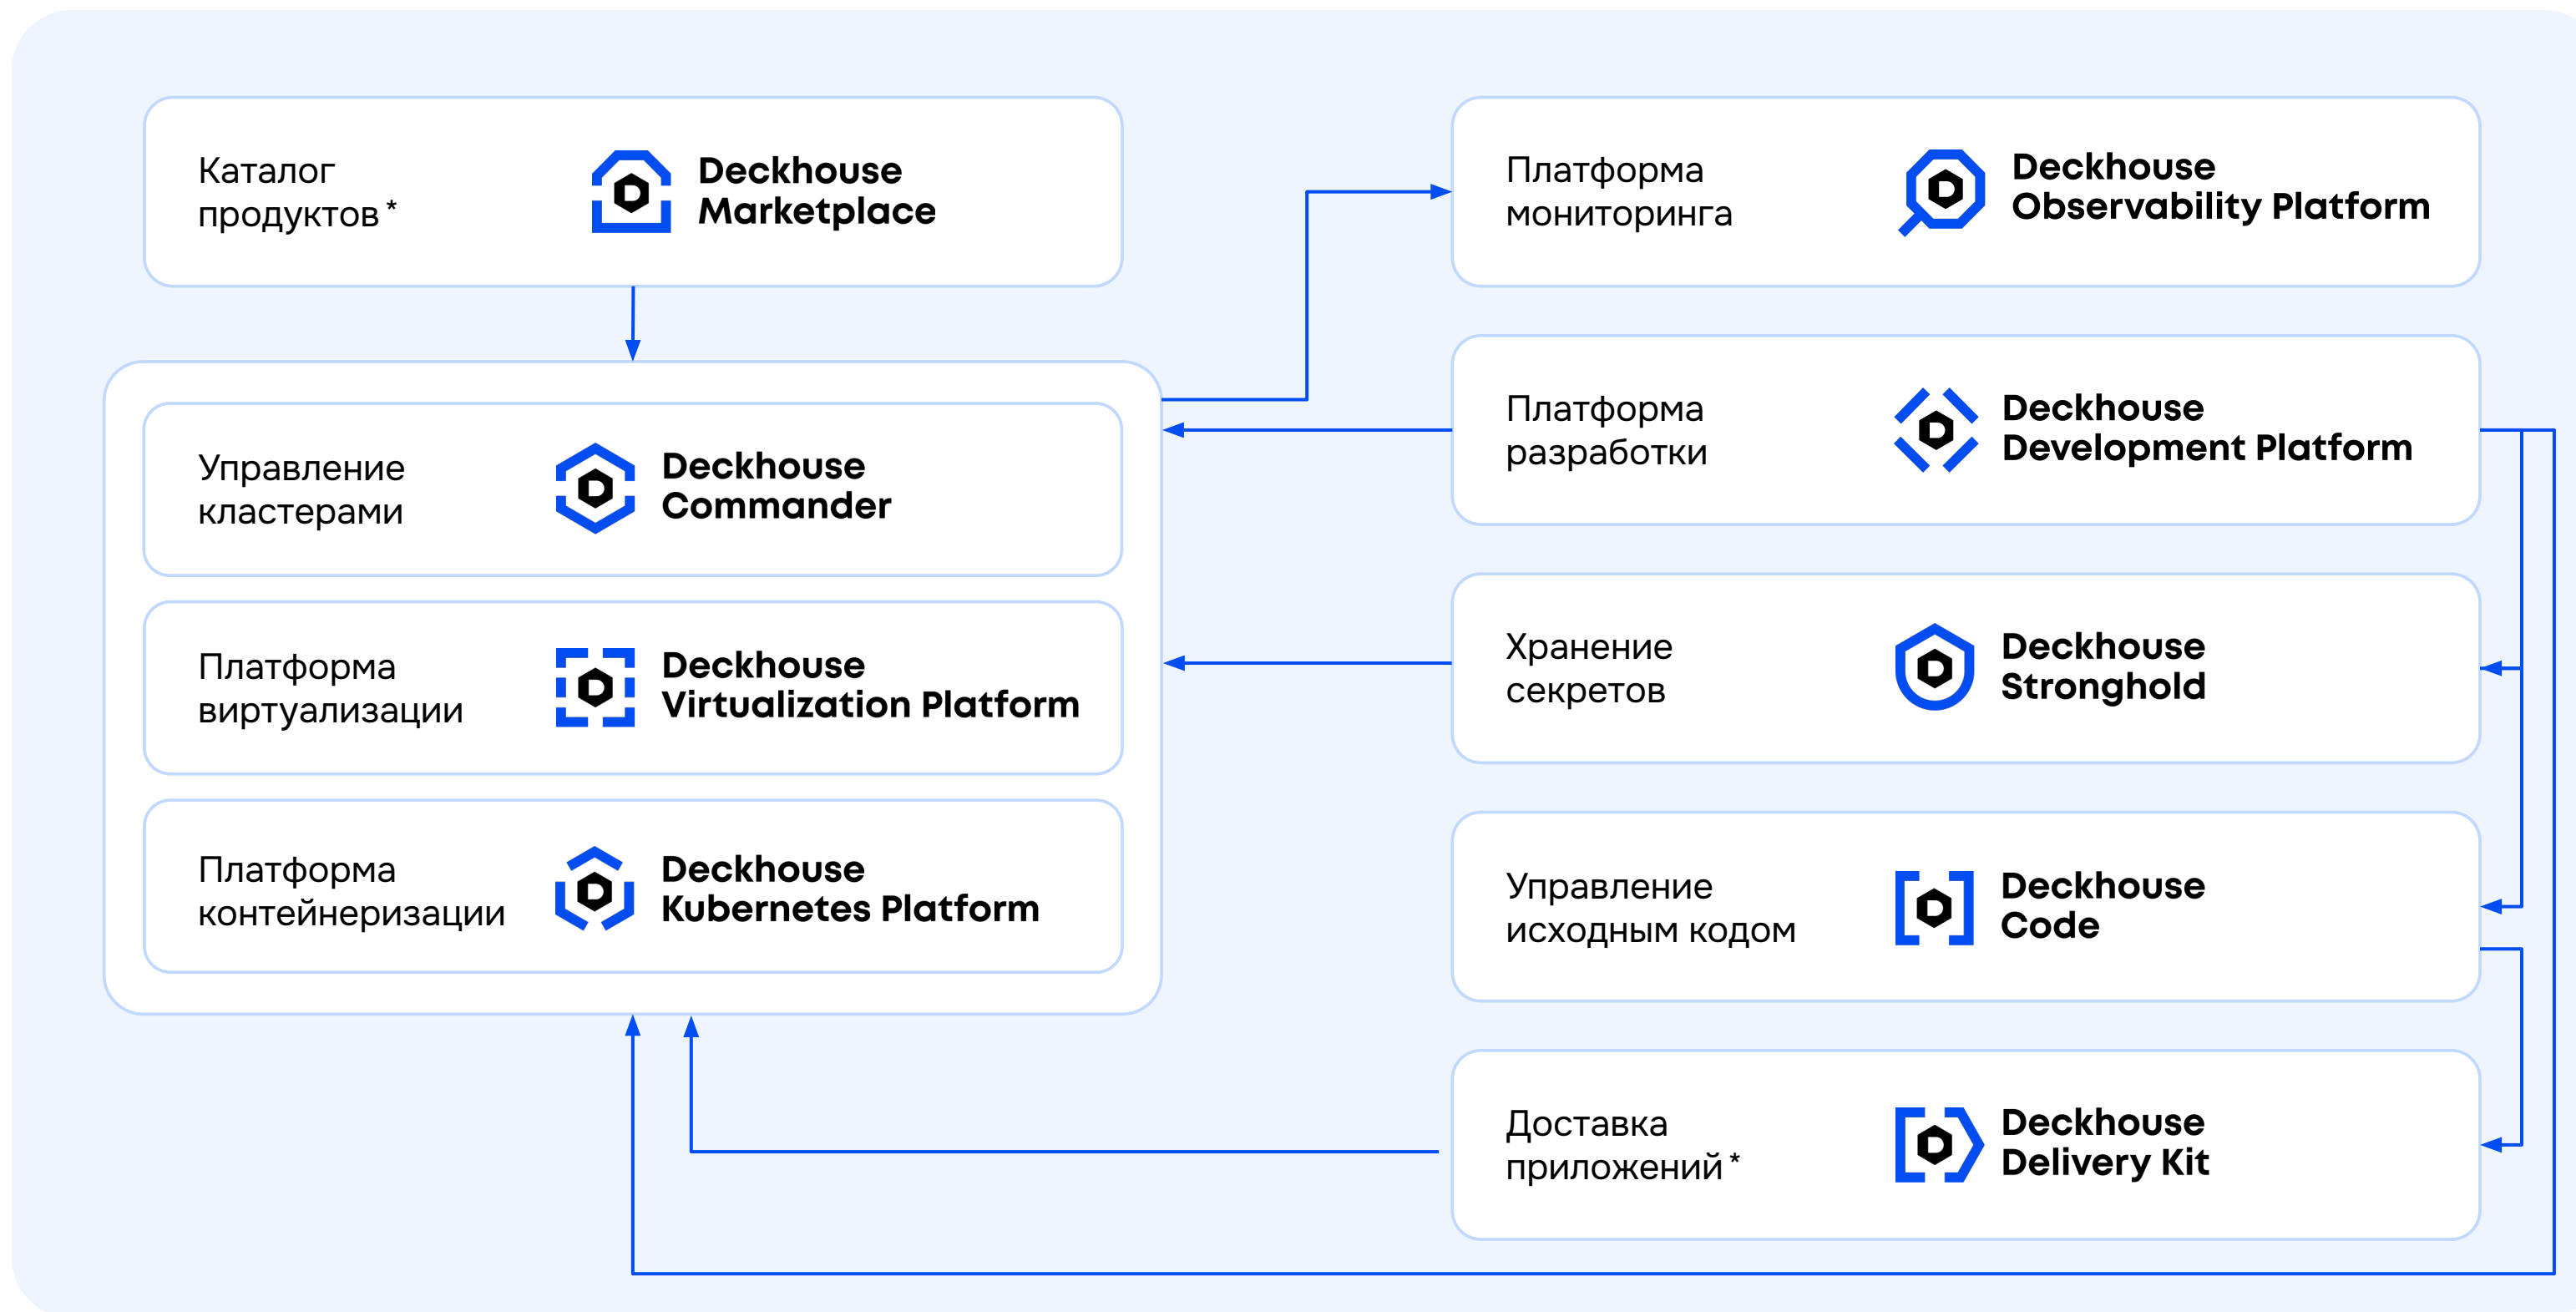 Каталог
продуктов *
Deckhouse
Marketplace
Управление
кластерами
Deckhouse
Commander
Платформа
виртуализации
Deckhouse
Virtualization Platform
Платформа
контейнеризации
Deckhouse
Kubernetes Platform
Платформа
мониторинга
Deckhouse
Observability Platform
Платформа
разработки
Deckhouse
Development Platform
Хранение
секретов
Deckhouse
Stronghold
Управление
исходным кодом
Deckhouse
Code
Доставка
приложений *
Deckhouse
Delivery Kit